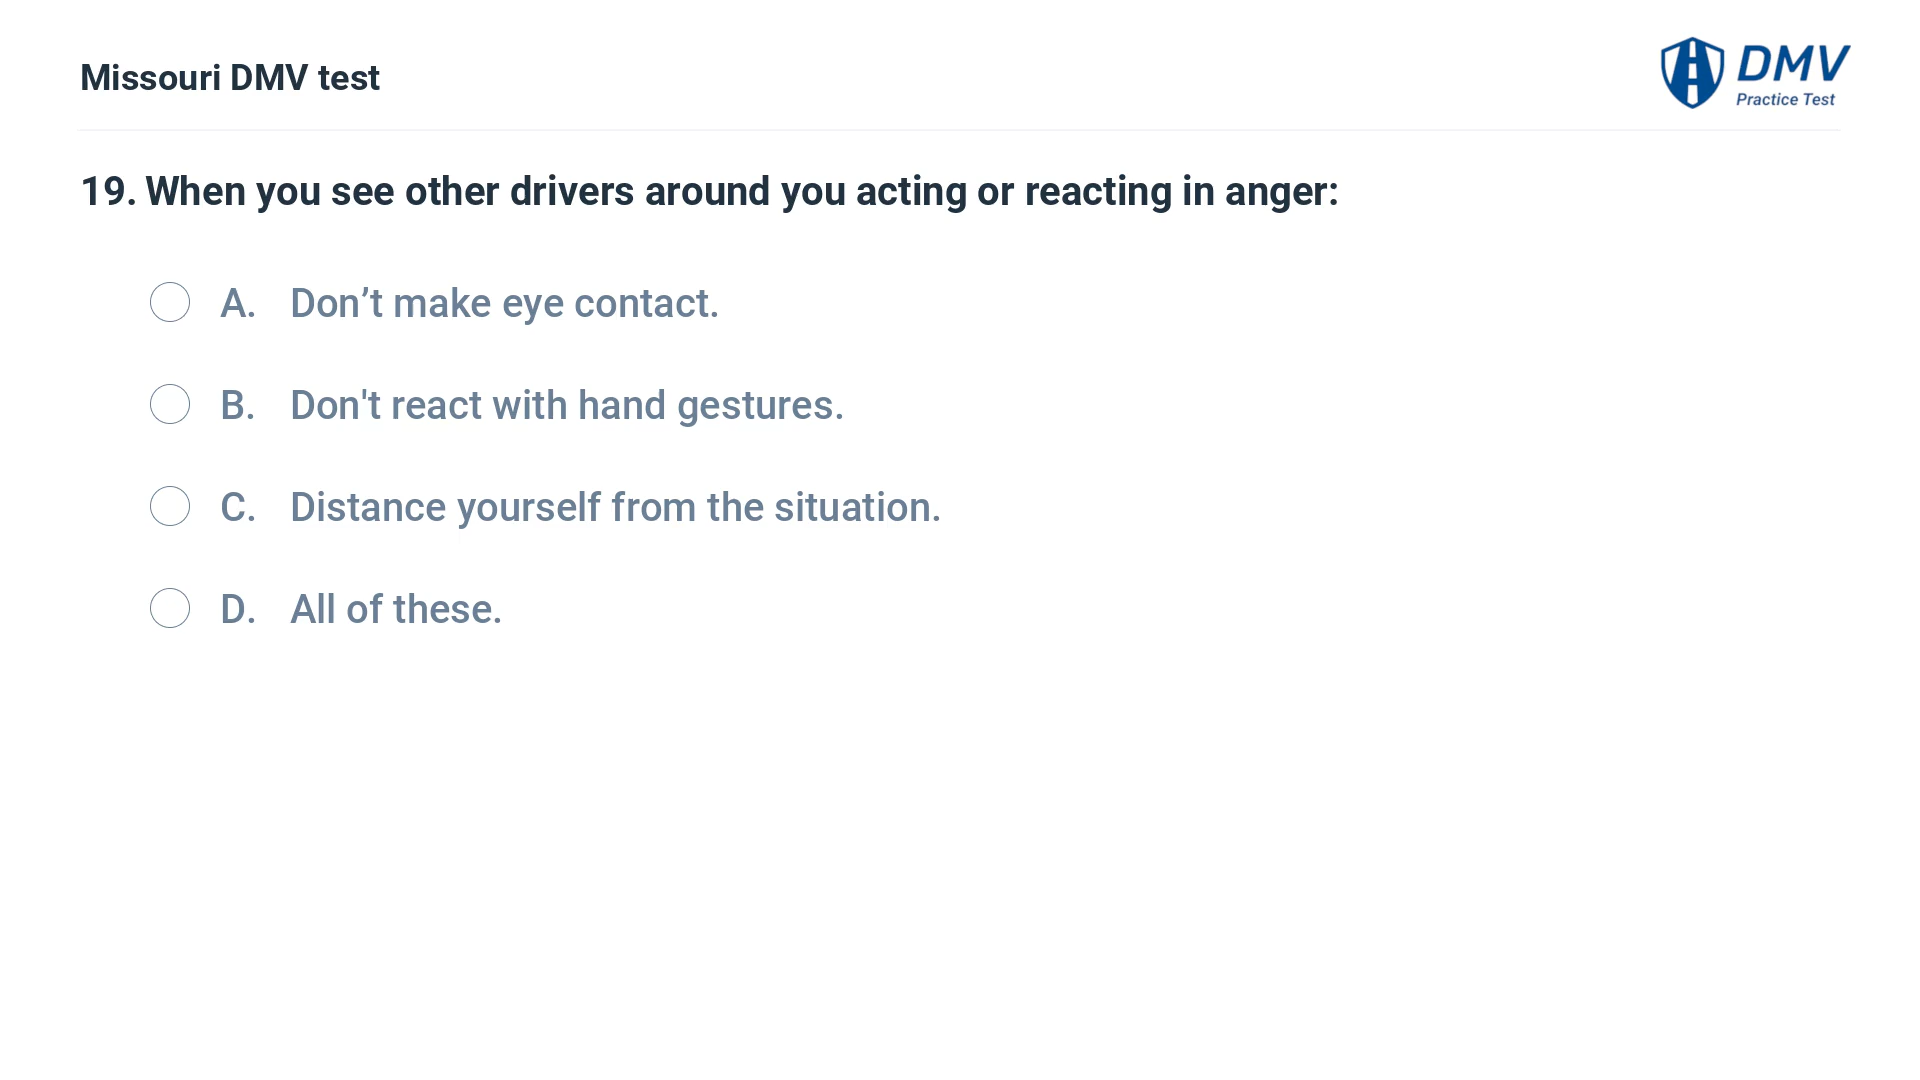 Missouri DMV test
DMV
Practice Test
19. When you see other drivers around you acting or reacting in anger:
A. Don’t make eye contact.
B. Don't react with hand gestures.
C. Distance yourself from the situation.
D. All of these.